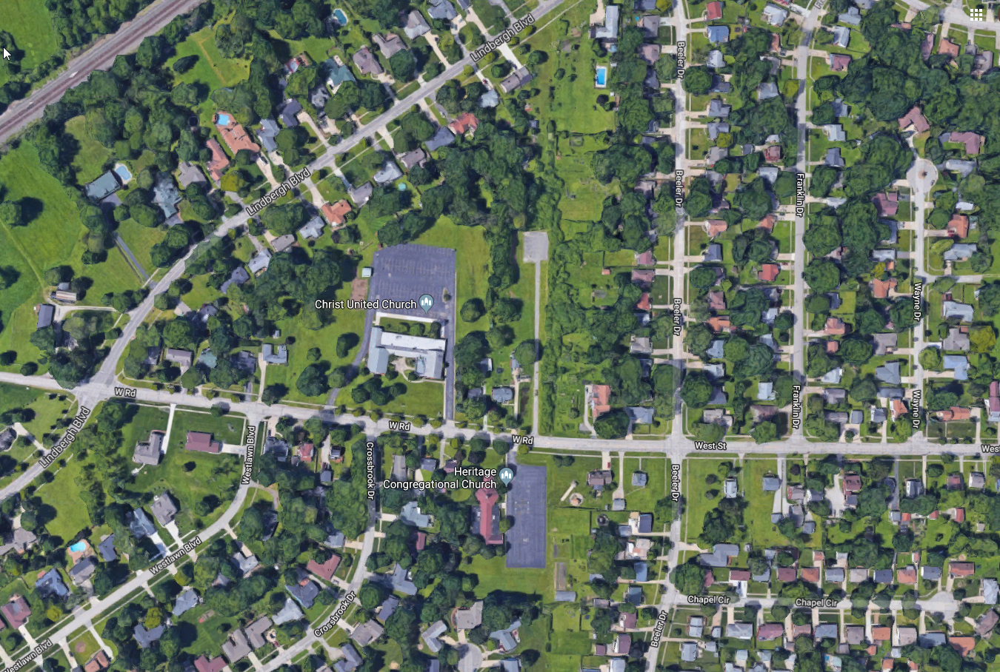 Lindbergh Blvd
Beeler Dr
Lindbergh Blvd
Beeler Dr
Franklin Dr
Christ United Church
Beeler Dr
Wayne Dr
W Rd
Lindbergh Blvd
Westlawn Blvd
W Rd
W Rd
West St
Franklin Dr
Wayne Dr
West
Crossbrook Dr
Heritage
Congregational Church
Beeler Dr
Westlawn Blvd
Crossbrook Dr
Chapel Cir
Chapel Cir
Beeler Dr
Westlawn Blvd